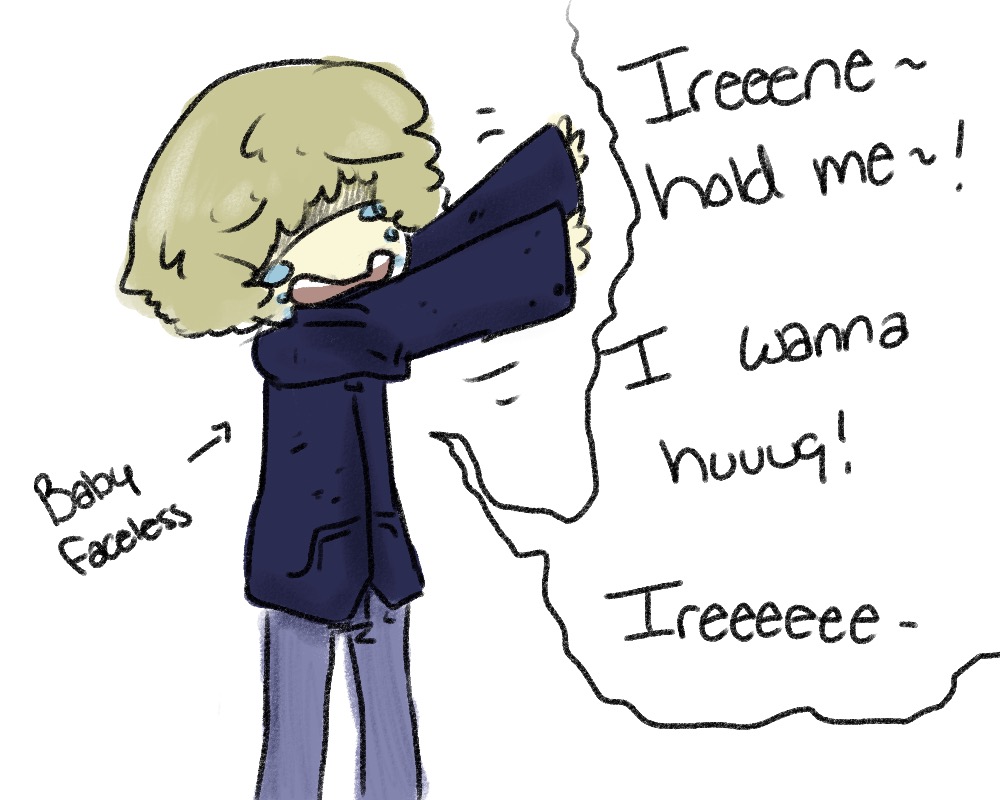 Ireeene ~
hold me ~!
I wanna
huuug!
Ireeeeee -
Baby
Faceless